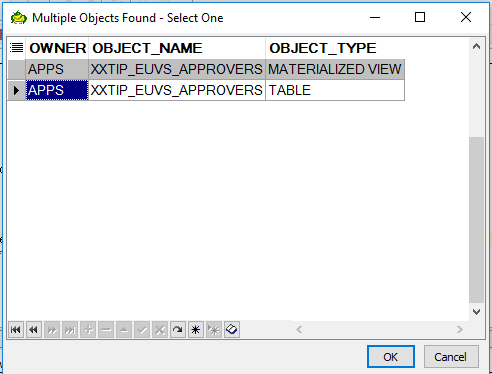 Multiple Objects Found - Select One
OWNER OBJECT_NAME OBJECT_TYPE
APPS XXTIP_EUVS_APPROVERS MATERIALIZED VIEW
APPS XXTIP_EUVS_APPROVERS TABLE
OK Cancel